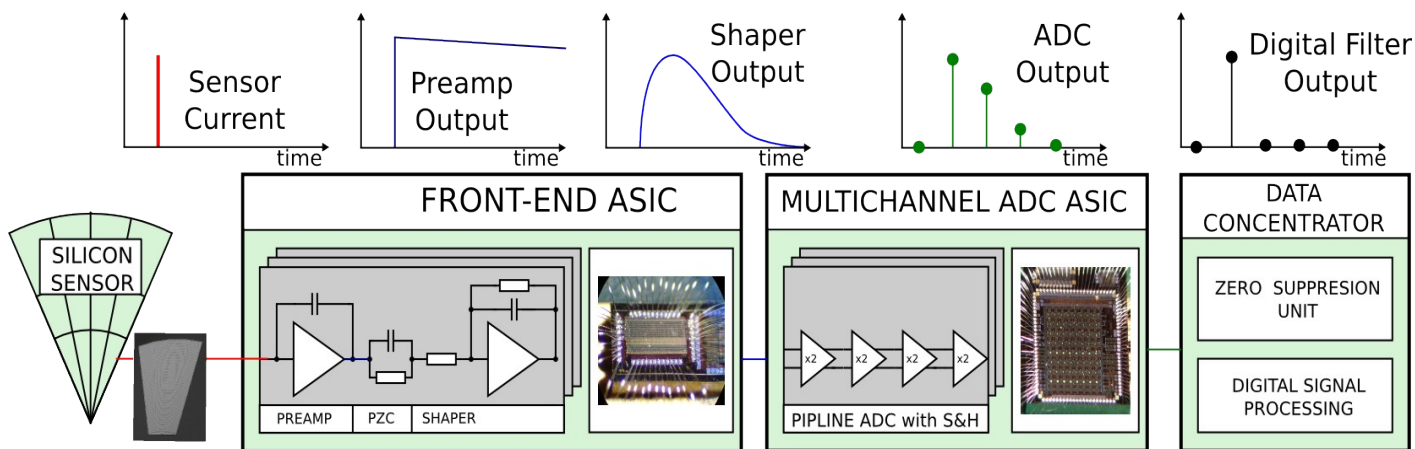 Sensor
Current
time
Preamp
Output
time
Shaper
Output
time
ADC
Output
time
Digital Filter
Output
time
SILICON
SENSOR
FRONT-END ASIC
PREAMP
PZC
SHAPER
MULTICHANNEL ADC ASIC
x2
x2
x2
x2
PIPLINE ADC with S&H
DATA
CONCENTRATOR
ZERO SUPPRESION
UNIT
DIGITAL SIGNAL
PROCESSING